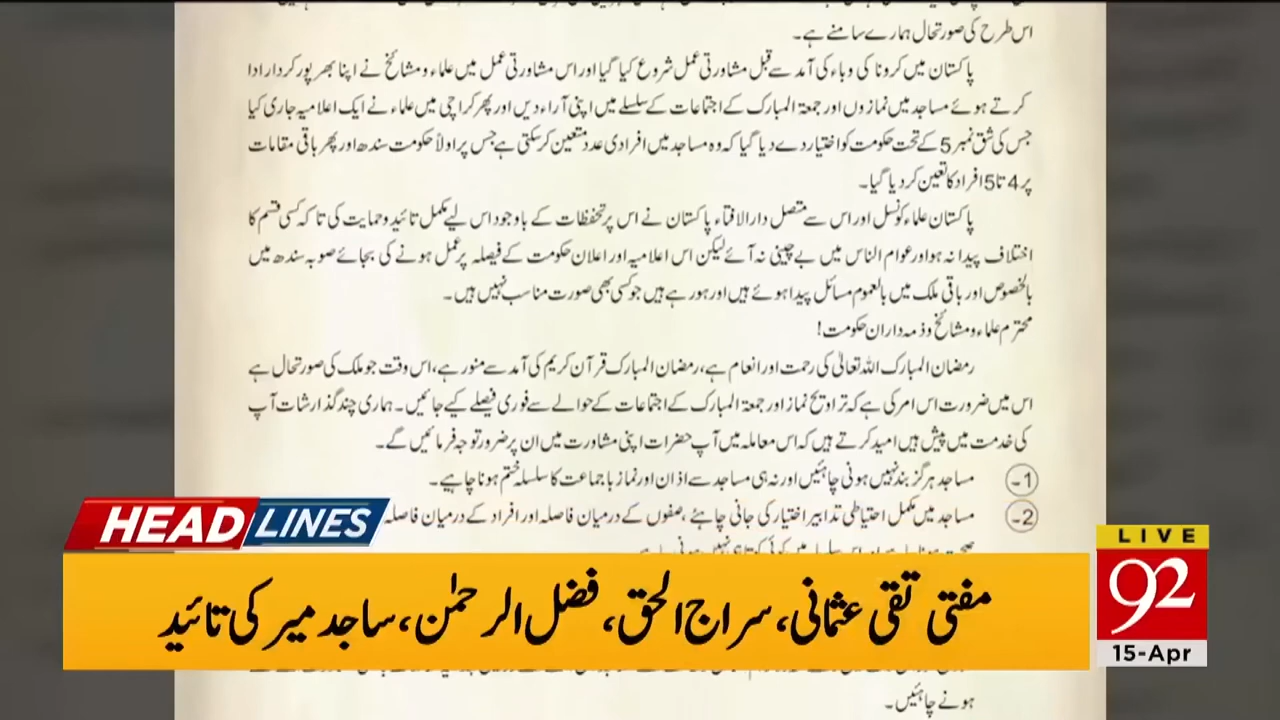 اس طرح کی صورتحال ہمارے سامنے ہے۔
پاکستان میں کرونا کی وباء کی آمد سے قبل مشاورتی عمل شروع کیا گیا اور اس مشاورتی عمل میں علماء و مشائخ نے اپنا بھرپور کردار ادا
کرتے ہوئے مساجد میں نمازوں اور جمعۃ المبارک کے اجتماعات کے سلسلے میں اپنی آراء دیں اور پھر کراچی میں علماء نے ایک اعلامیہ جاری کیا
جس کی شق نمبر 5 کے تحت حکومت کو اختیار دے دیا گیا کہ وہ مساجد میں افراد کی عدد متعین کر سکتی ہے جس پر اولاً حکومت سندھ اور پھر باقی مقامات
پر 4 تا 5 افراد کا تعین کر دیا گیا۔
پاکستان علماء کونسل اور اس سے متصل دارالافتاء پاکستان نے اس پر تحفظات کے باوجود اس لیے مکمل تائید و حمایت کی تا کہ کسی قسم کا
اختلاف پیدا نہ ہو اور عوام الناس میں بے چینی نہ آئے لیکن اس اعلامیہ اور اعلان حکومت کے فیصلہ پر عمل ہونے کی بجائے صوبہ سندھ میں
بالخصوص اور باقی ملک میں بالعموم مسائل پیدا ہوئے ہیں اور ہو رہے ہیں جو کسی بھی صورت مناسب نہیں ہیں۔
محترم علماء و مشائخ و ذمہ داران حکومت!
رمضان المبارک اللہ تعالیٰ کی رحمت اور انعام ہے، رمضان المبارک قرآن کریم کی آمد سے منور ہے، اس وقت جو ملک کی صورتحال ہے
اس میں ضرورت اس امر کی ہے کہ تراویح نماز اور جمعۃ المبارک کے اجتماعات کے حوالے سے فوری فیصلے کیے جائیں۔ ہماری چند گذارشات آپ
کی خدمت میں پیش ہیں امید کرتے ہیں کہ اس معاملہ میں آپ حضرات اپنی مشاورت میں ان پر ضرور توجہ فرمائیں گے۔
1- مساجد ہرگز بند نہیں ہونی چاہئیں اور نہ ہی مساجد سے اذان اور نماز با جماعت کا سلسلہ ختم ہونا چاہیے۔
2- مساجد میں مکمل احتیاطی تدابیر اختیار کی جانی چاہئے، صفوں کے درمیان فاصلہ اور افراد کے درمیان فاصلہ
HEADLINES
مفتی تقی عثمانی، سراج الحق، فضل الرحمٰن، ساجد میر کی تائید
LIVE
92
15-Apr
ہونے چاہئیں۔